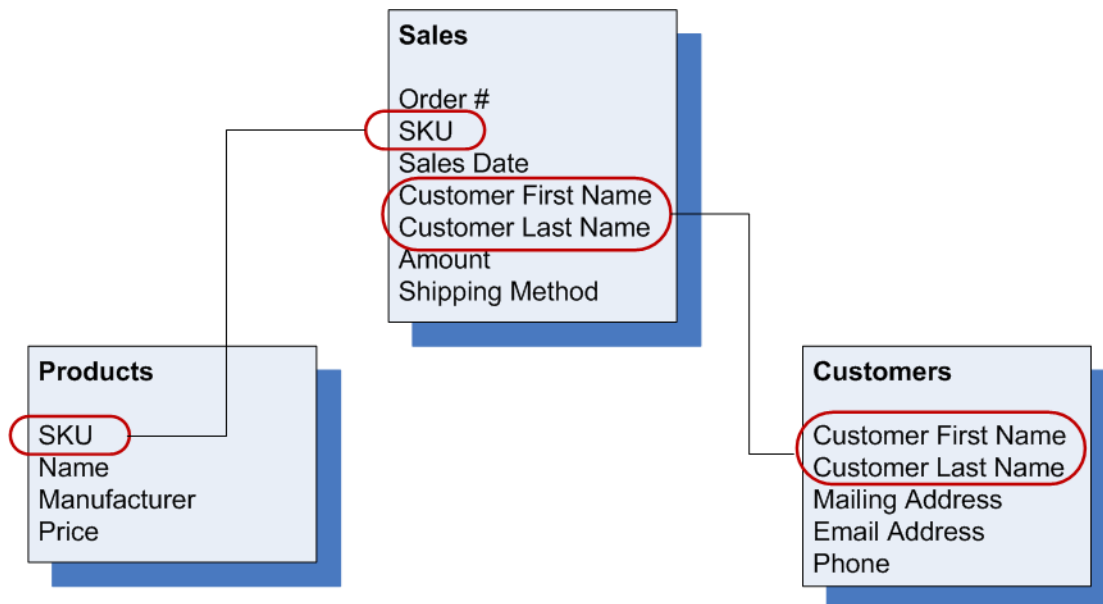 Sales
Order #
SKU
Sales Date
Customer First Name
Customer Last Name
Amount
Shipping Method
Products
SKU
Name
Manufacturer
Price
Customers
Customer First Name
Customer Last Name
Mailing Address
Email Address
Phone